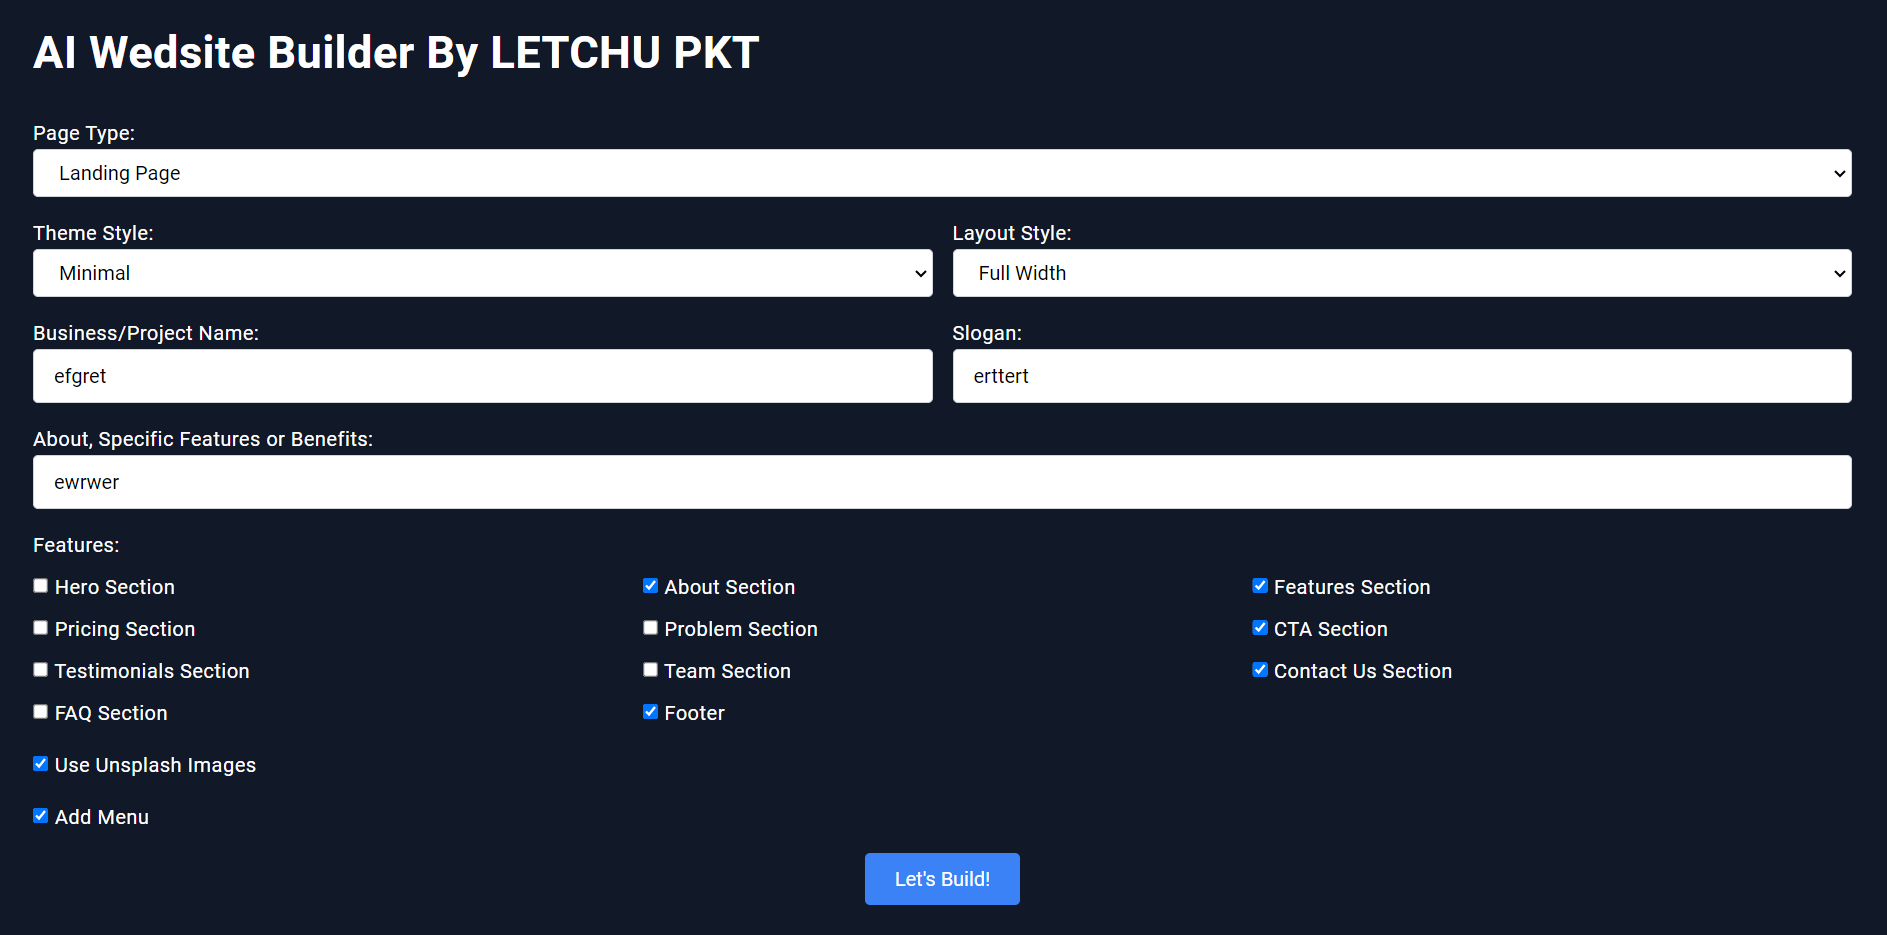 AI Wedsite Builder By LETCHU PKT
Page Type:
Landing Page
Theme Style:
Layout Style:
Minimal
Full Width
Business/Project Name:
Slogan:
efgret
erttert
About, Specific Features or Benefits:
ewrwer
Features:
Hero Section
About Section
Features Section
Pricing Section
Problem Section
CTA Section
Testimonials Section
Team Section
Contact Us Section
FAQ Section
Footer
Use Unsplash Images
Add Menu
Let's Build!